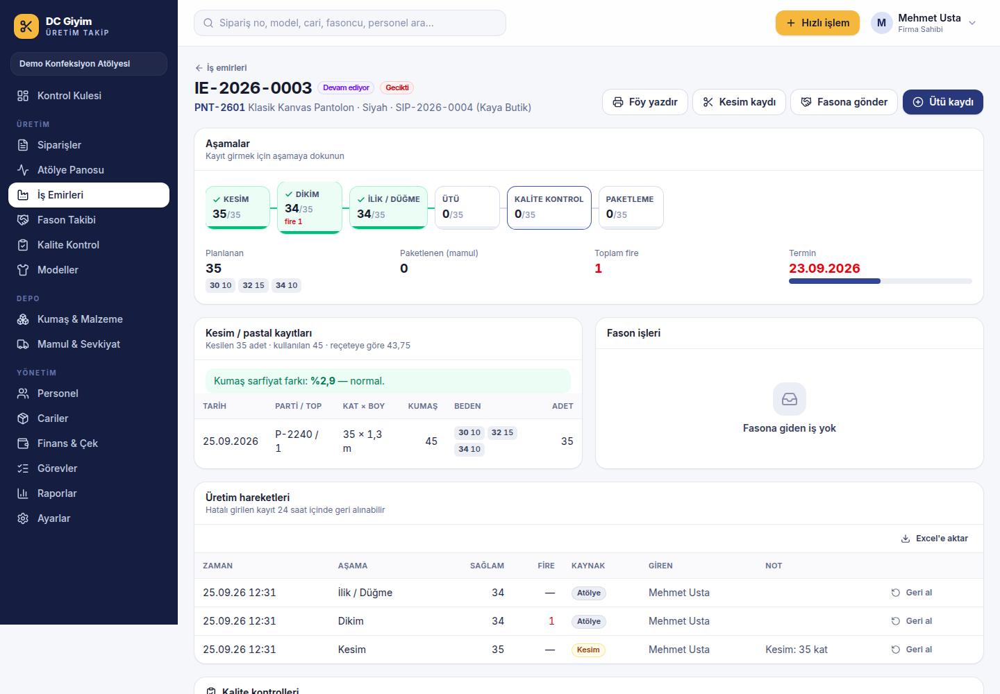 DC Giyim
ÜRETİM TAKİP
Demo Konfeksiyon Atölyesi
Kontrol Kulesi
ÜRETİM
Siparişler
Atölye Panosu
İş Emirleri
Fason Takibi
Kalite Kontrol
Modeller
DEPO
Kumaş & Malzeme
Mamul & Sevkiyat
YÖNETİM
Personel
Cariler
Finans & Çek
Görevler
Raporlar
Ayarlar
Sipariş no, model, cari, fasoncu, personel ara...
Hızlı işlem
M
Mehmet Usta
Firma Sahibi
İş emirleri
IE-2026-0003 Devam ediyor Gecikti
PNT-2601 Klasik Kanvas Pantolon · Siyah · SIP-2026-0004 (Kaya Butik)
Föy yazdır
Kesim kaydı
Fasona gönder
Ütü kaydı
Aşamalar
Kayıt girmek için aşamaya dokunun
KESİM
35/35
DİKİM
34/35
fire 1
İLİK / DÜĞME
34/35
ÜTÜ
0/35
KALİTE KONTROL
0/35
PAKETLEME
0/35
Planlanan
35
30 10 32 15 34 10
Paketlenen (mamul)
0
Toplam fire
1
Termin
23.09.2026
Kesim / pastal kayıtları
Kesilen 35 adet · kullanılan 45 · reçeteye göre 43,75
Kumaş sarfiyat farkı: %2,9 — normal.
TARİH PARTİ / TOP KAT × BOY KUMAŞ BEDEN ADET
25.09.2026 P-2240 / 1 35 × 1,3 m 45 30 10 32 15 34 10 35
Fason işleri
Fasona giden iş yok
Üretim hareketleri
Hatalı girilen kayıt 24 saat içinde geri alınabilir
Excel'e aktar
ZAMAN AŞAMA SAĞLAM FİRE KAYNAK GİREN NOT
25.09.26 12:31 İlik / Düğme 34 — Atölye Mehmet Usta Geri al
25.09.26 12:31 Dikim 34 1 Atölye Mehmet Usta Geri al
25.09.26 12:31 Kesim 35 — Kesim Mehmet Usta Kesim: 35 kat Geri al
Kalite kontrolleri